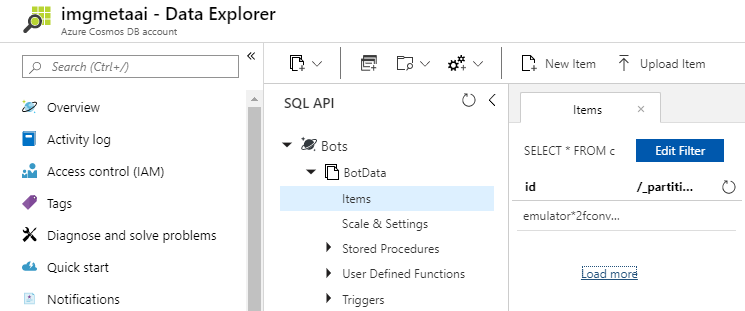 imgmetaai - Data Explorer
Azure Cosmos DB account
Search (Ctrl+/)
«
Overview
Activity log
Access control (IAM)
Tags
Diagnose and solve problems
Quick start
Notifications
New Item
Upload Item
SQL API
Bots
BotData
Items
Scale & Settings
Stored Procedures
User Defined Functions
Triggers
Items
SELECT * FROM c
Edit Filter
id /_partiti...
emulator*2fconv...
Load more